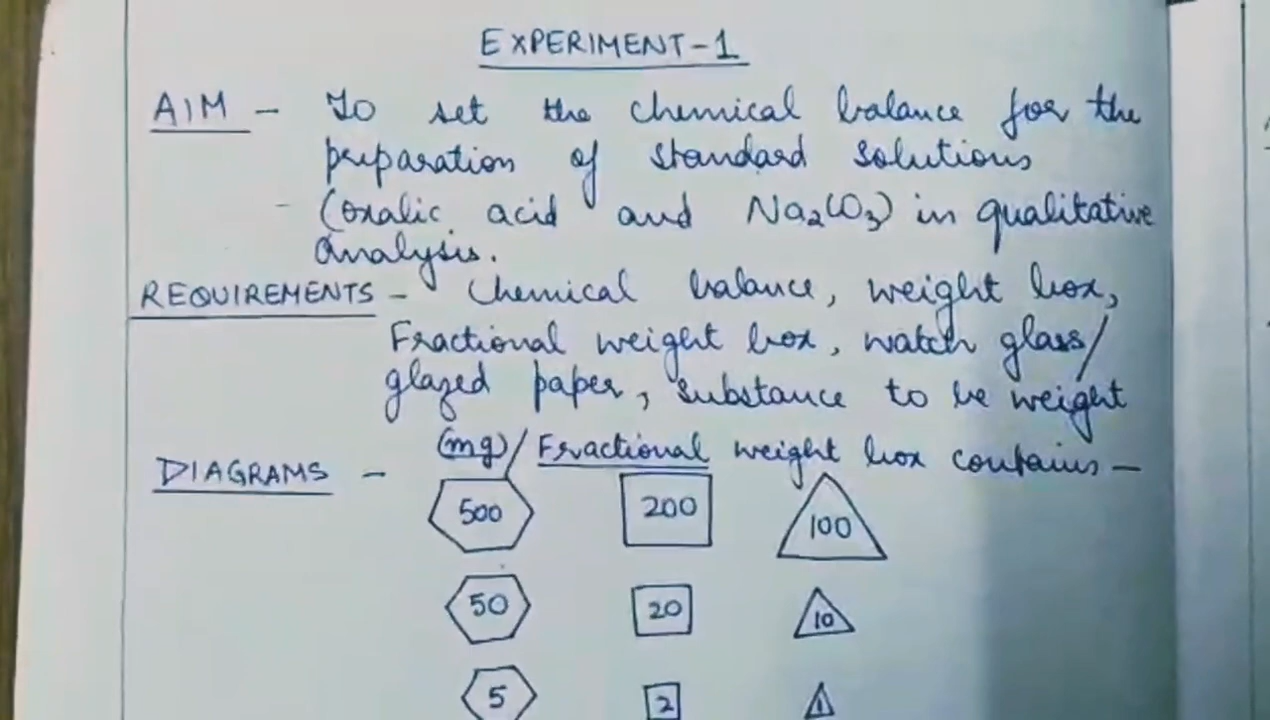 EXPERIMENT-1
AIM - To set the chemical balance for the
preparation of standard solutions
(oxalic acid and Na₂CO₃) in qualitative
analysis.
REQUIREMENTS - Chemical balance, weight box,
Fractional weight box, watch glass/
glazed paper, substance to be weight
DIAGRAMS - (mg)/Fractional weight box contains -
500 200 100
50 20 10
5 2 1